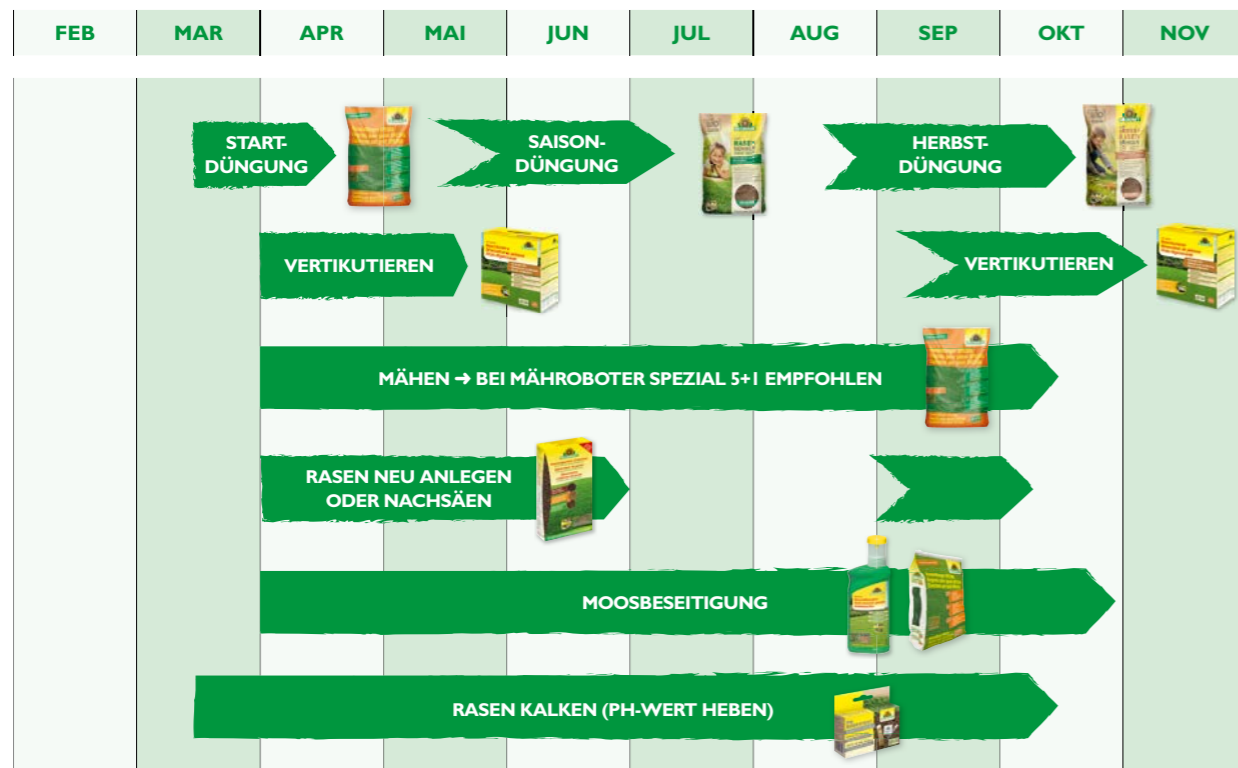 FEB MAR APR MAI JUN JUL AUG SEP OKT NOV
START-
DÜNGUNG
SAISON-
DÜNGUNG
HERBST-
DÜNGUNG
VERTIKUTIEREN
VERTIKUTIEREN
MÄHEN ➔ BEI MÄHROBOTER SPEZIAL 5+1 EMPFOHLEN
RASEN NEU ANLEGEN
ODER NACHSÄEN
MOOSBESEITIGUNG
RASEN KALKEN (PH-WERT HEBEN)